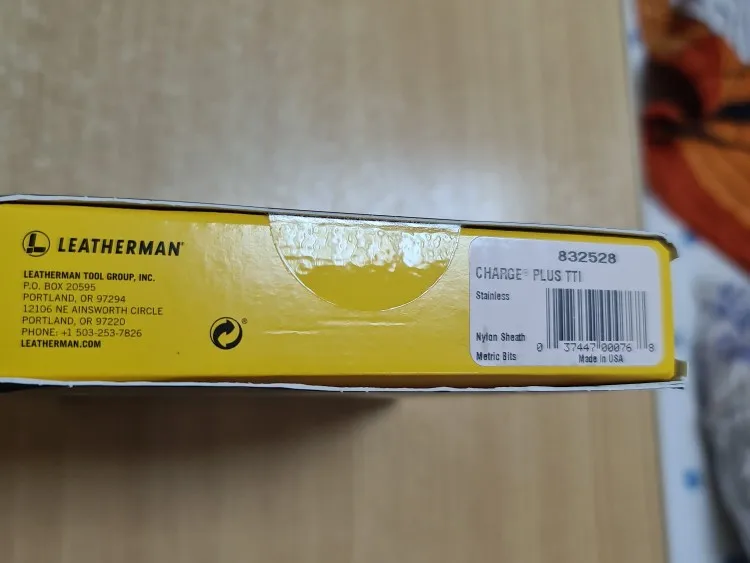 LEATHERMAN®
LEATHERMAN TOOL GROUP, INC.
P.O. BOX 20595
PORTLAND, OR 97294
12106 NE AINSWORTH CIRCLE
PORTLAND, OR 97220
PHONE: +1 503-253-7826
LEATHERMAN.COM
832528
CHARGE® PLUS TTI
Stainless
Nylon Sheath
Metric Bits
0 37447 00076 8
Made in USA